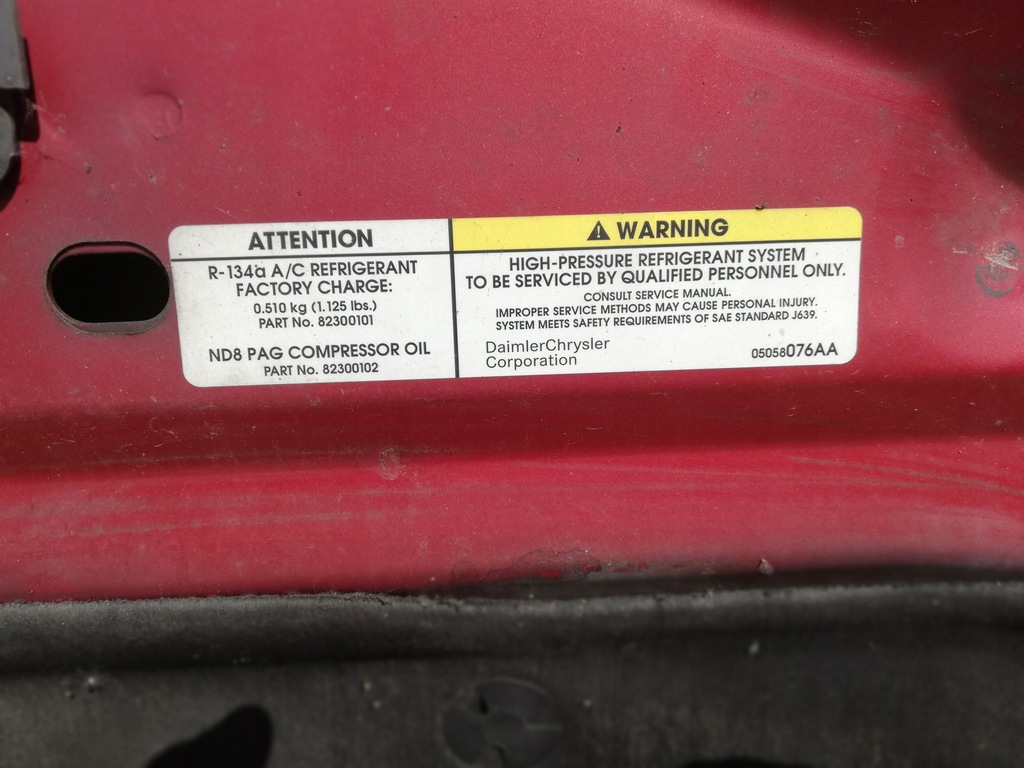 ATTENTION
R-134a A/C REFRIGERANT
FACTORY CHARGE:
0.510 kg (1.125 lbs.)
PART No. 82300101
ND8 PAG COMPRESSOR OIL
PART No. 82300102
WARNING
HIGH-PRESSURE REFRIGERANT SYSTEM
TO BE SERVICED BY QUALIFIED PERSONNEL ONLY.
CONSULT SERVICE MANUAL.
IMPROPER SERVICE METHODS MAY CAUSE PERSONAL INJURY.
SYSTEM MEETS SAFETY REQUIREMENTS OF SAE STANDARD J639.
DaimlerChrysler
Corporation
05058076AA